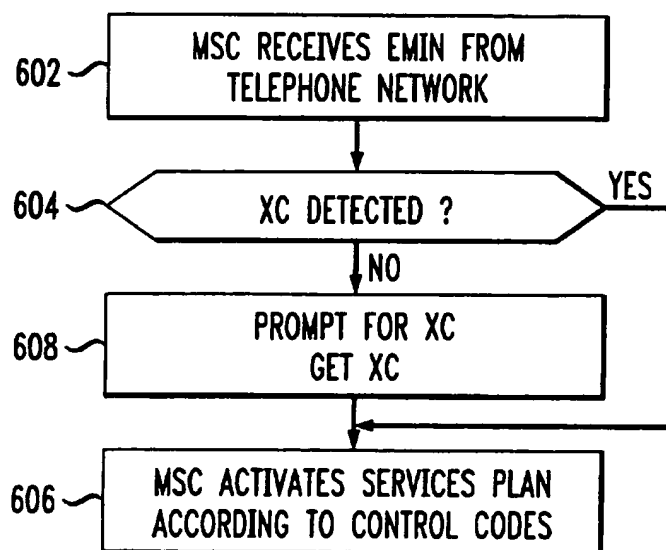 602
MSC RECEIVES EMIN FROM
TELEPHONE NETWORK
604
XC DETECTED ?
YES
NO
608
PROMPT FOR XC
GET XC
606
MSC ACTIVATES SERVICES PLAN
ACCORDING TO CONTROL CODES